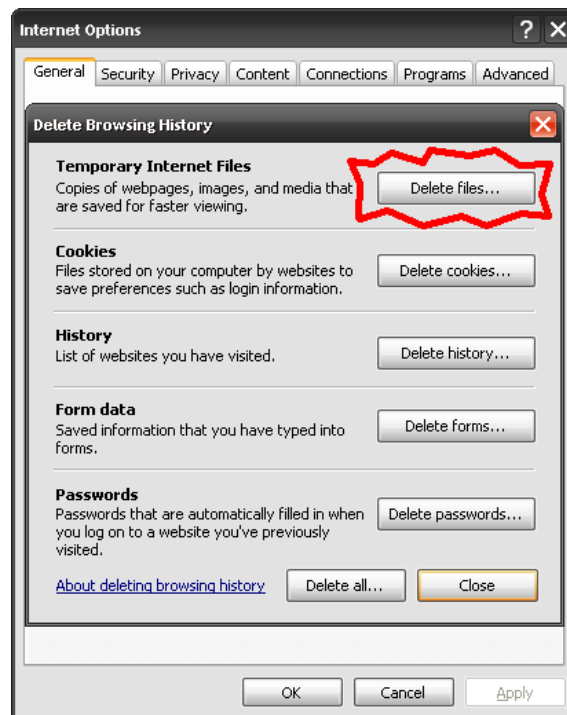 Internet Options
General Security Privacy Content Connections Programs Advanced
Delete Browsing History
Temporary Internet Files
Copies of webpages, images, and media that
are saved for faster viewing.
Delete files...
Cookies
Files stored on your computer by websites to
save preferences such as login information.
Delete cookies...
History
List of websites you have visited.
Delete history...
Form data
Saved information that you have typed into
forms.
Delete forms...
Passwords
Passwords that are automatically filled in when
you log on to a website you've previously
visited.
Delete passwords...
About deleting browsing history Delete all... Close
OK Cancel Apply